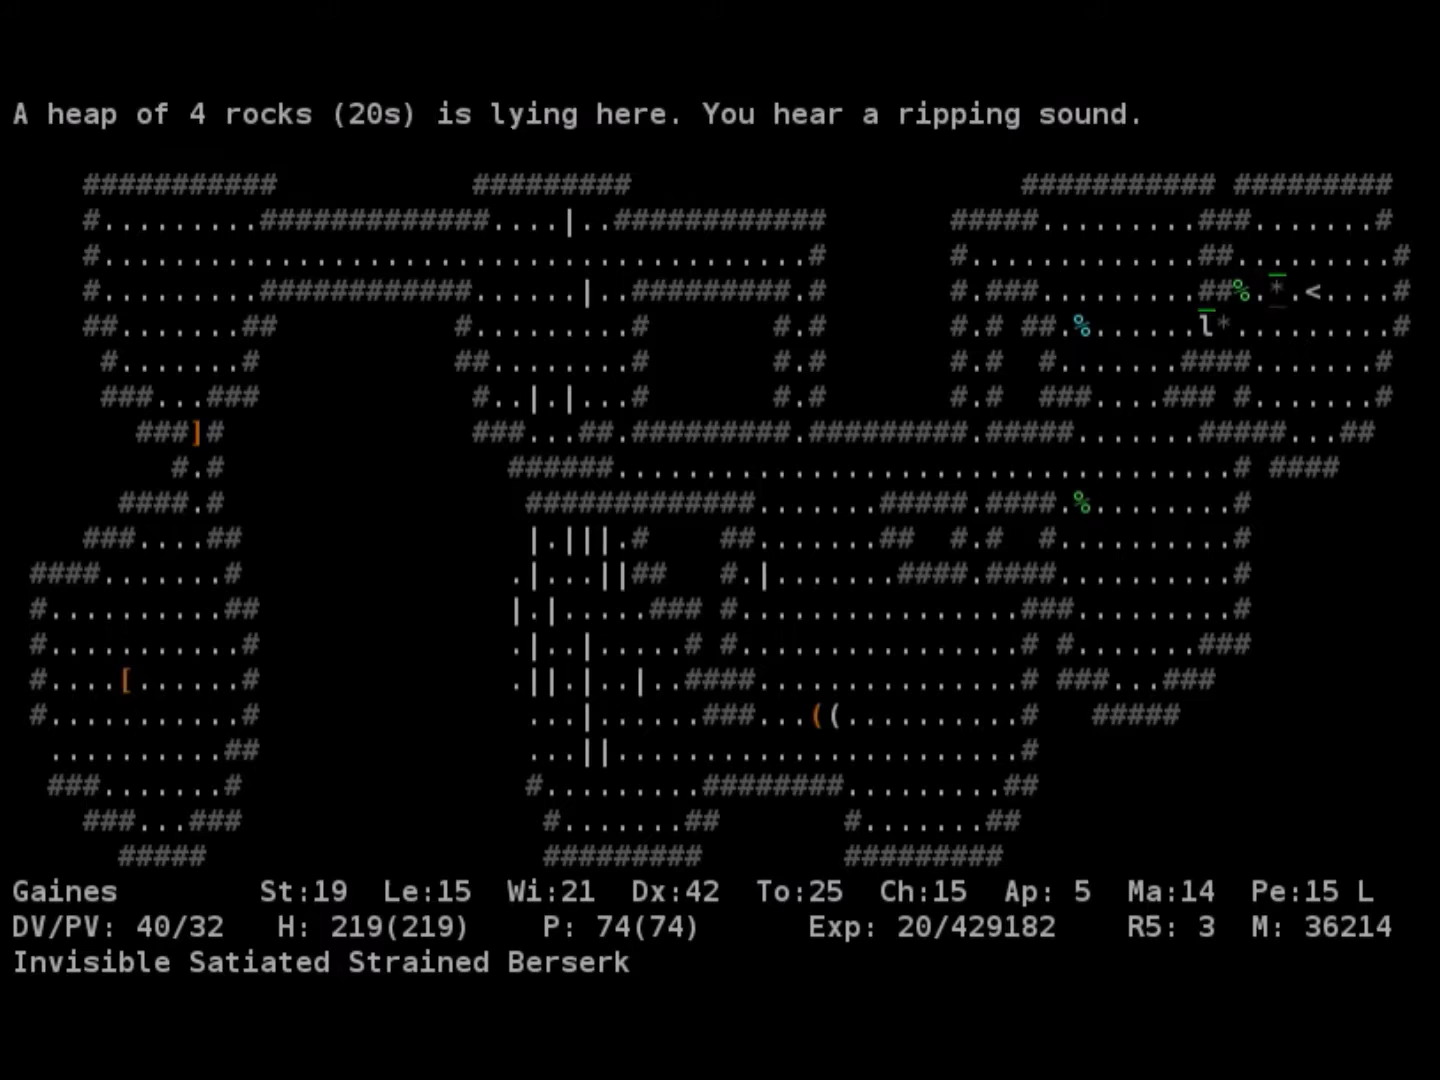 A heap of 4 rocks (20s) is lying here. You hear a ripping sound.
    ###########           #########                      ########### #########
    #.........#############....|..############       #####.........###.......#
    #........................................#       #.............##.........#
    #.........############......|..#########.#       #.###.........##%.*.<....#
    ##.......##          #.........#       #.#       #.# ##.%......l*.........#
     #.......#           ##........#       #.#       #.#  #.......####.......#
     ###...###            #..|.|...#       #.#       #.#  ###....### #.......#
       ###]#              ###...##.#########.#########.#####.......#####...##
         #.#                ######...................................# ####
      ####.#                 #############.......#####.####.%........#
    ###....##                |.|||.#    ##.......##  #.#  #..........#
 ####.......#               .|...||##   #.|.......####.####..........#
 #..........##              |.|.....### #................###.........#
 #...........#              .|..|.....# #................# #.......###
 #....[......#              .||.|..|..####...............# ###...###
 #...........#               ...|......###...((..........#   #####
  ..........##               ...||.......................#
  ###.......#                #.........########.........##
    ###...###                 #.......##       #.......##
      #####                   #########        #########
Gaines        St:19  Le:15  Wi:21  Dx:42  To:25  Ch:15  Ap: 5  Ma:14  Pe:15 L
DV/PV: 40/32   H: 219(219)    P: 74(74)       Exp: 20/429182    R5: 3  M: 36214
Invisible Satiated Strained Berserk